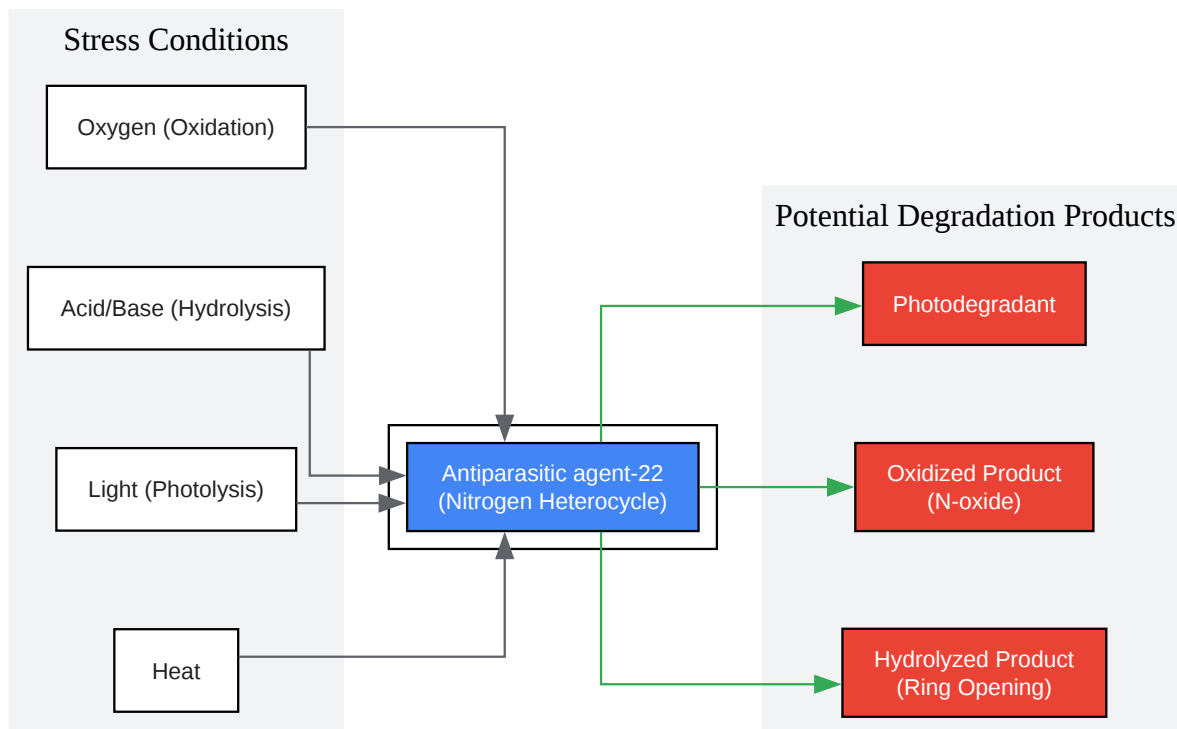 Stress Conditions
Oxygen (Oxidation)
Acid/Base (Hydrolysis)
Light (Photolysis)
Heat
Antiparasitic agent-22
(Nitrogen Heterocycle)
Potential Degradation Products
Photodegradant
Oxidized Product
(N-oxide)
Hydrolyzed Product
(Ring Opening)